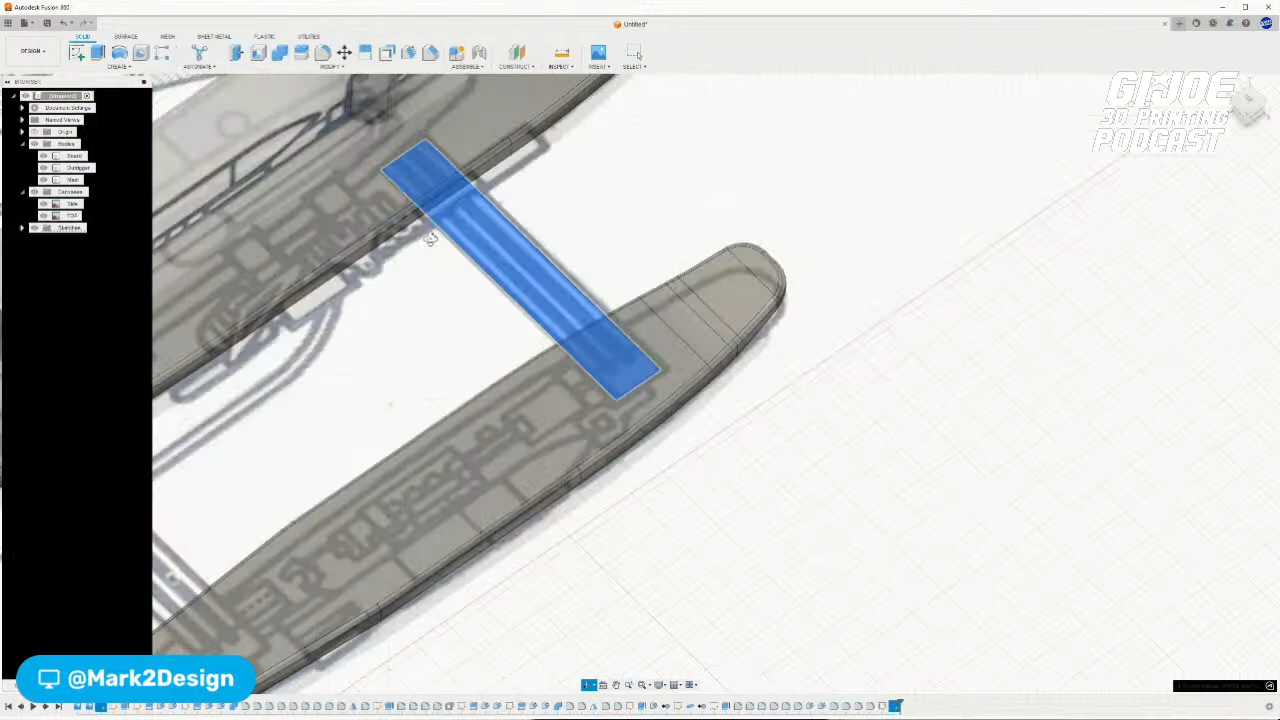 Autodesk Fusion 360
Untitled*
SOLID SURFACE MESH SHEET METAL PLASTIC UTILITIES
DESIGN
CREATE AUTOMATE MODIFY ASSEMBLE CONSTRUCT INSPECT INSERT SELECT
BROWSER
(Unsaved)
Document Settings
Named Views
Origin
Bodies
Board
Outrigger
Mast
Canvases
Side
TOP
Sketches
GI JOE
3D PRINTING
PODCAST
@Mark2Design